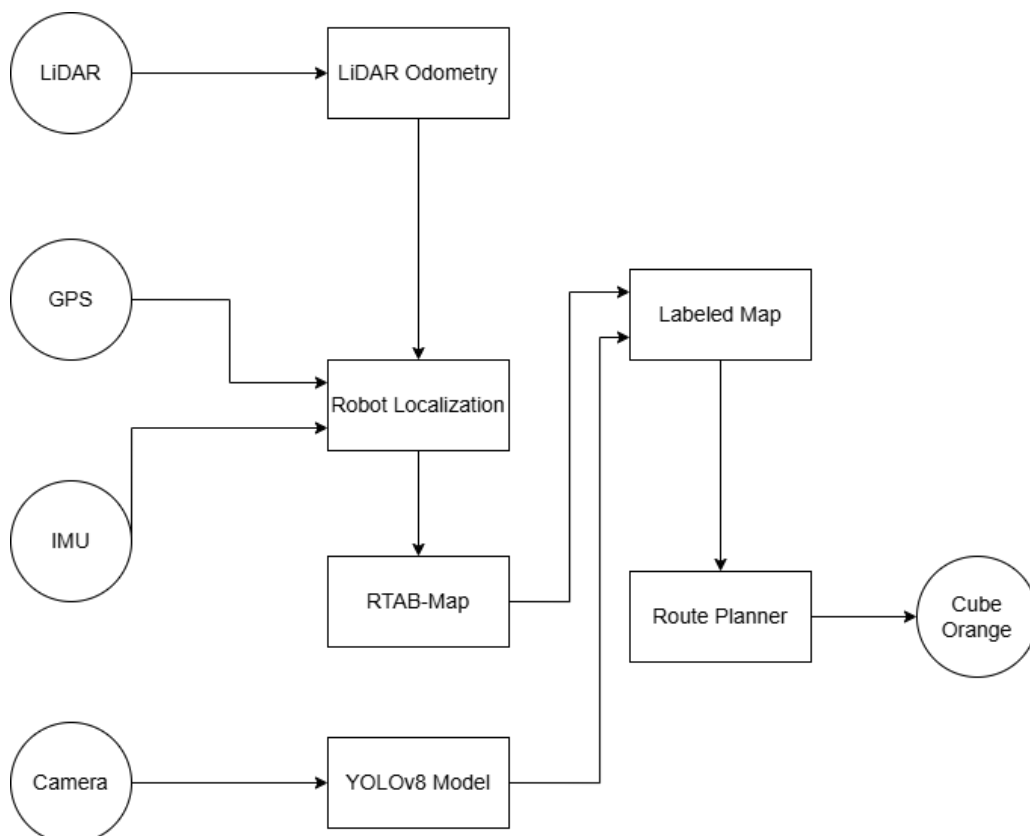 LiDAR
LiDAR Odometry
GPS
Labeled Map
Robot Localization
IMU
RTAB-Map
Route Planner
Cube
Orange
Camera
YOLOv8 Model